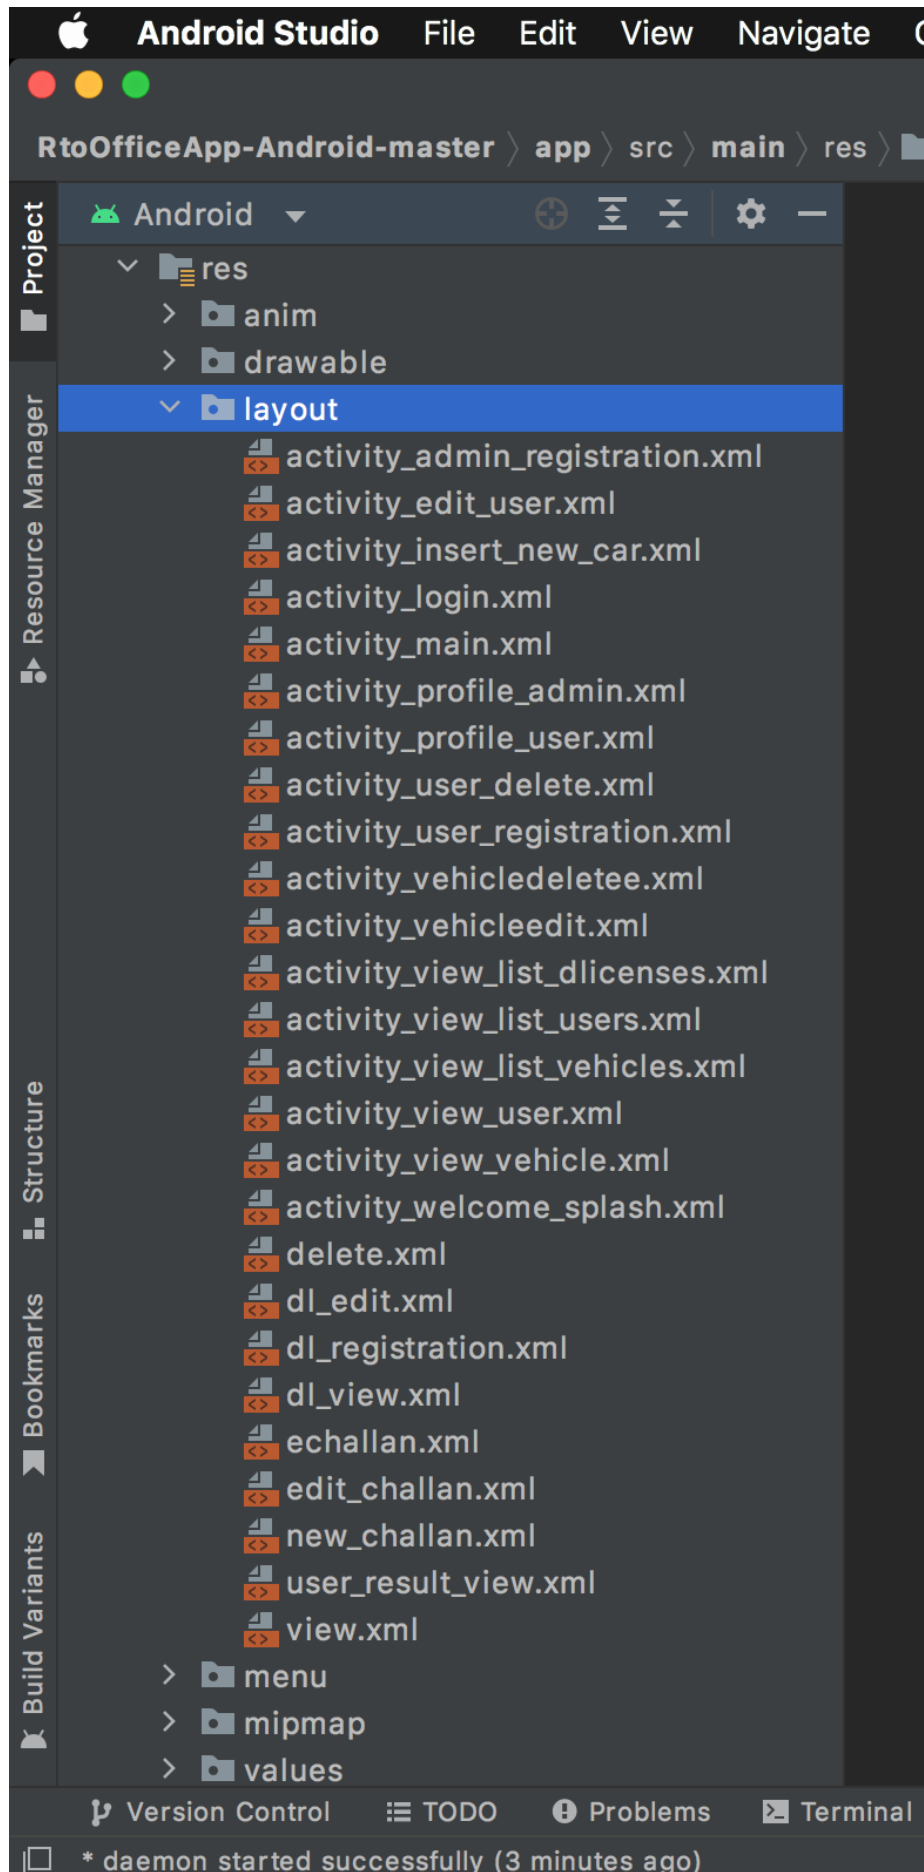 Android Studio File Edit View Navigate
RtoOfficeApp-Android-master app src main res
Project
Resource Manager
Structure
Bookmarks
Build Variants
Android
res
anim
drawable
layout
activity_admin_registration.xml
activity_edit_user.xml
activity_insert_new_car.xml
activity_login.xml
activity_main.xml
activity_profile_admin.xml
activity_profile_user.xml
activity_user_delete.xml
activity_user_registration.xml
activity_vehicledeletee.xml
activity_vehicleedit.xml
activity_view_list_dlicenses.xml
activity_view_list_users.xml
activity_view_list_vehicles.xml
activity_view_user.xml
activity_view_vehicle.xml
activity_welcome_splash.xml
delete.xml
dl_edit.xml
dl_registration.xml
dl_view.xml
echallan.xml
edit_challan.xml
new_challan.xml
user_result_view.xml
view.xml
menu
mipmap
values
Version Control TODO Problems Terminal
* daemon started successfully (3 minutes ago)